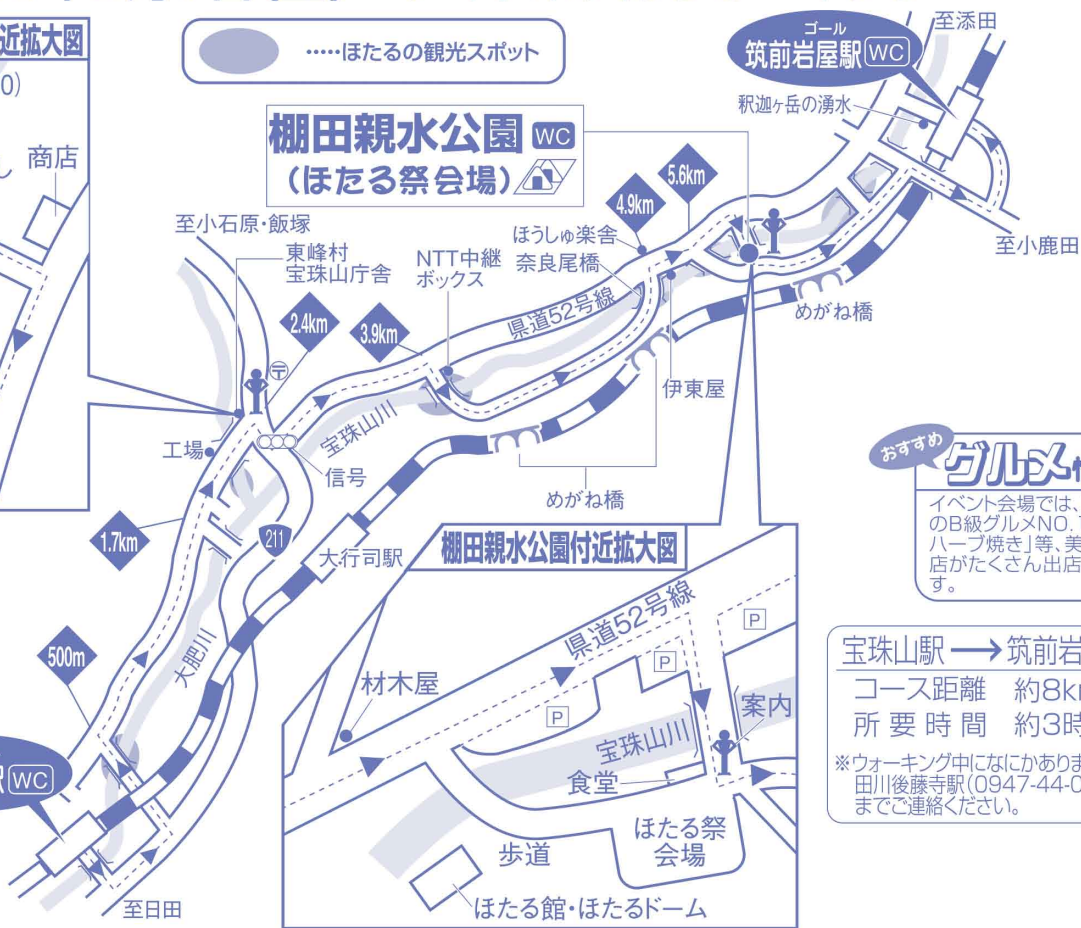 近拡大図
0)
商店
……ほたるの観光スポット
棚田親水公園 WC
(ほたる祭会場)
ゴール
筑前岩屋駅 WC
至添田
釈迦ヶ岳の湧水
至小鹿田
至小石原・飯塚
東峰村
宝珠山庁舎
NTT中継
ボックス
ほうしゅ楽舎
奈良尾橋
4.9km
5.6km
2.4km
3.9km
県道52号線
めがね橋
伊東屋
宝珠山川
工場
信号
〒
めがね橋
1.7km
211
大行司駅
500m
大肥川
駅 WC
至日田
棚田親水公園付近拡大図
県道52号線
P
P
P
材木屋
案内
宝珠山川
食堂
歩道
ほたる祭
会場
ほたる館・ほたるドーム
おすすめ
グルメ
イベント会場では、
のB級グルメNO.
ハーブ焼き」等、美
店がたくさん出店
す。
宝珠山駅→筑前岩
コース距離 約8k
所要時間 約3時
※ウォーキング中になにかありま
田川後藤寺駅(0947-44-0
までご連絡ください。